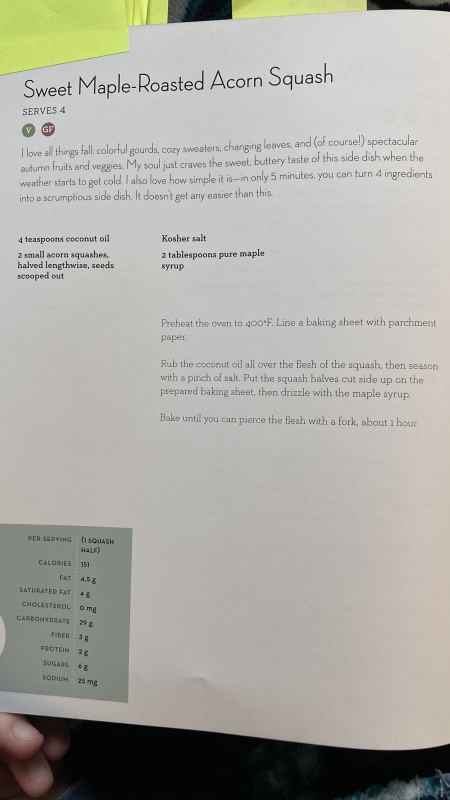 Sweet Maple-Roasted Acorn Squash
SERVES 4
V GF
I love all things fall: colorful gourds, cozy sweaters, changing leaves, and (of course!) spectacular
autumn fruits and veggies. My soul just craves the sweet, buttery taste of this side dish when the
weather starts to get cold. I also love how simple it is—in only 5 minutes, you can turn 4 ingredients
into a scrumptious side dish. It doesn't get any easier than this.
4 teaspoons coconut oil
2 small acorn squashes,
halved lengthwise, seeds
scooped out
Kosher salt
2 tablespoons pure maple
syrup
Preheat the oven to 400°F. Line a baking sheet with parchment
paper.
Rub the coconut oil all over the flesh of the squash, then season
with a pinch of salt. Put the squash halves cut side up on the
prepared baking sheet, then drizzle with the maple syrup.
Bake until you can pierce the flesh with a fork, about 1 hour.
PER SERVING (1 SQUASH
HALF)
CALORIES 151
FAT 4.5 g
SATURATED FAT 4 g
CHOLESTEROL 0 mg
CARBOHYDRATE 29 g
FIBER 3 g
PROTEIN 2 g
SUGARS 6 g
SODIUM 25 mg